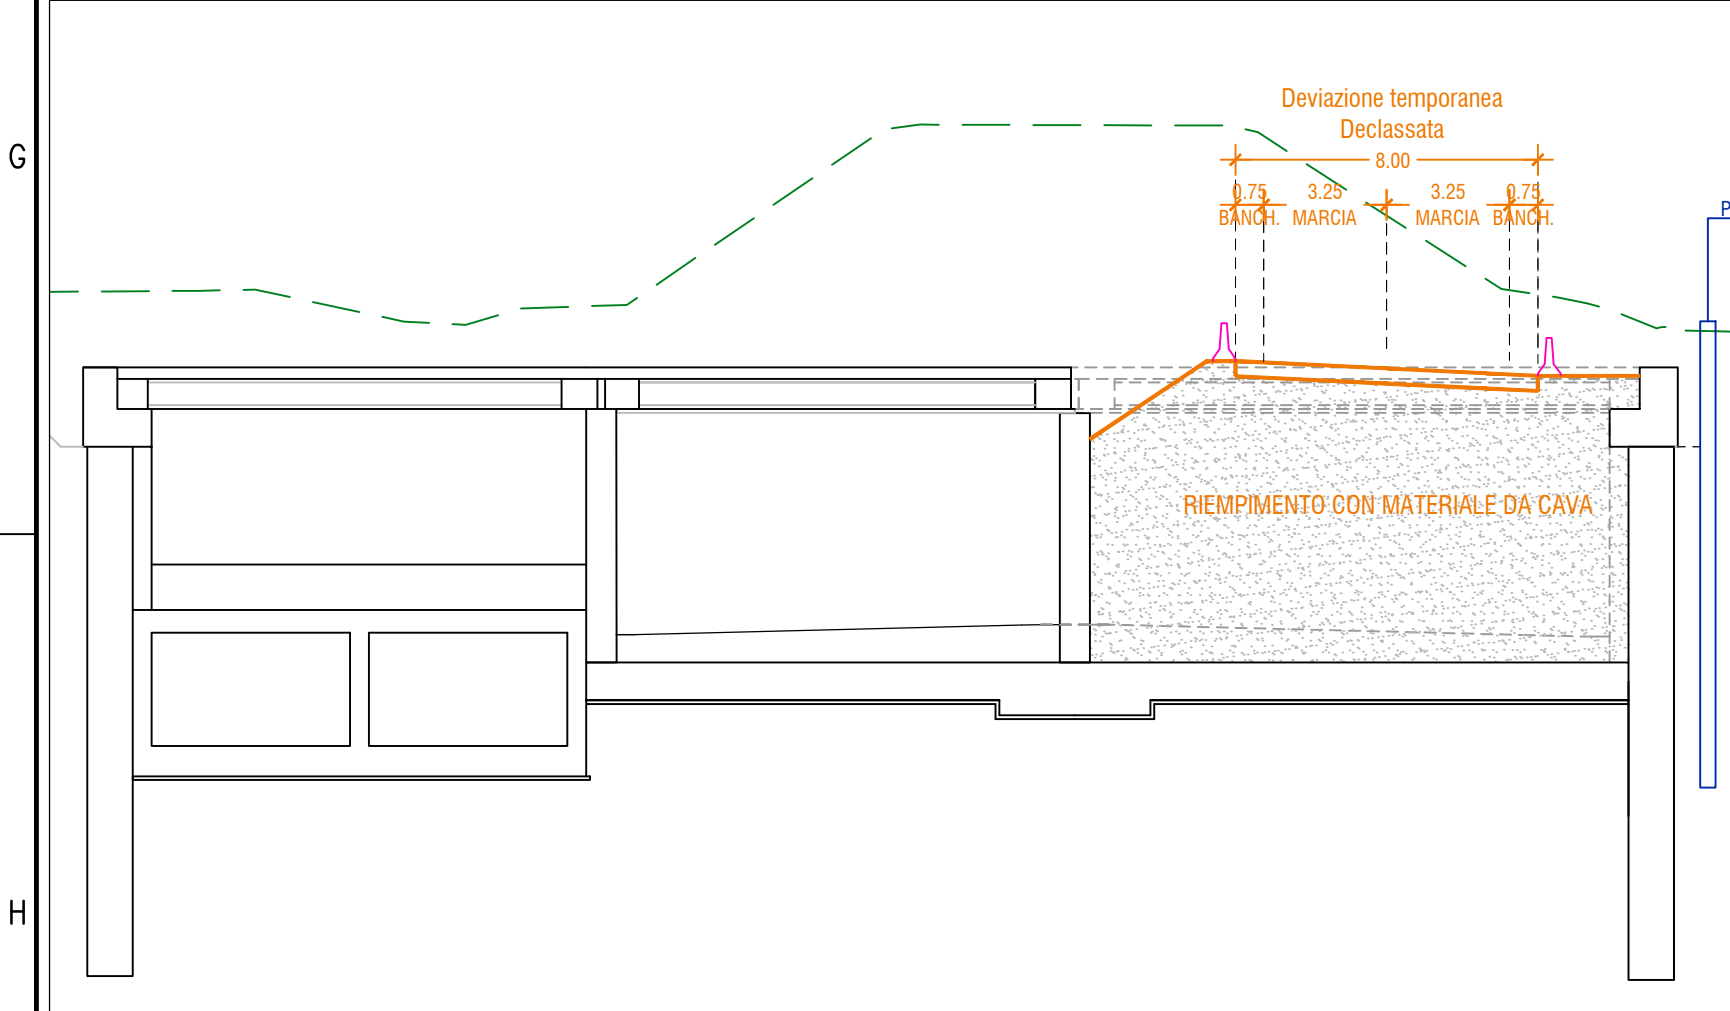 Deviazione temporanea
Declassata
G
8.00
0.75 3.25 3.25 0.75
BANCH. MARCIA MARCIA BANCH.
P
RIEMPIMENTO CON MATERIALE DA CAVA
H